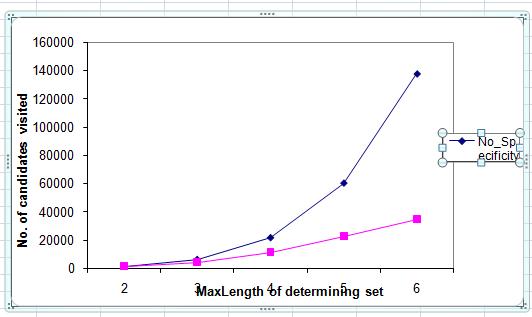 160000
140000
120000
100000
80000
60000
40000
20000
0
No. of candidates visited
2 3 4 5 6
MaxLength of determining set
No_Sp
ecificity